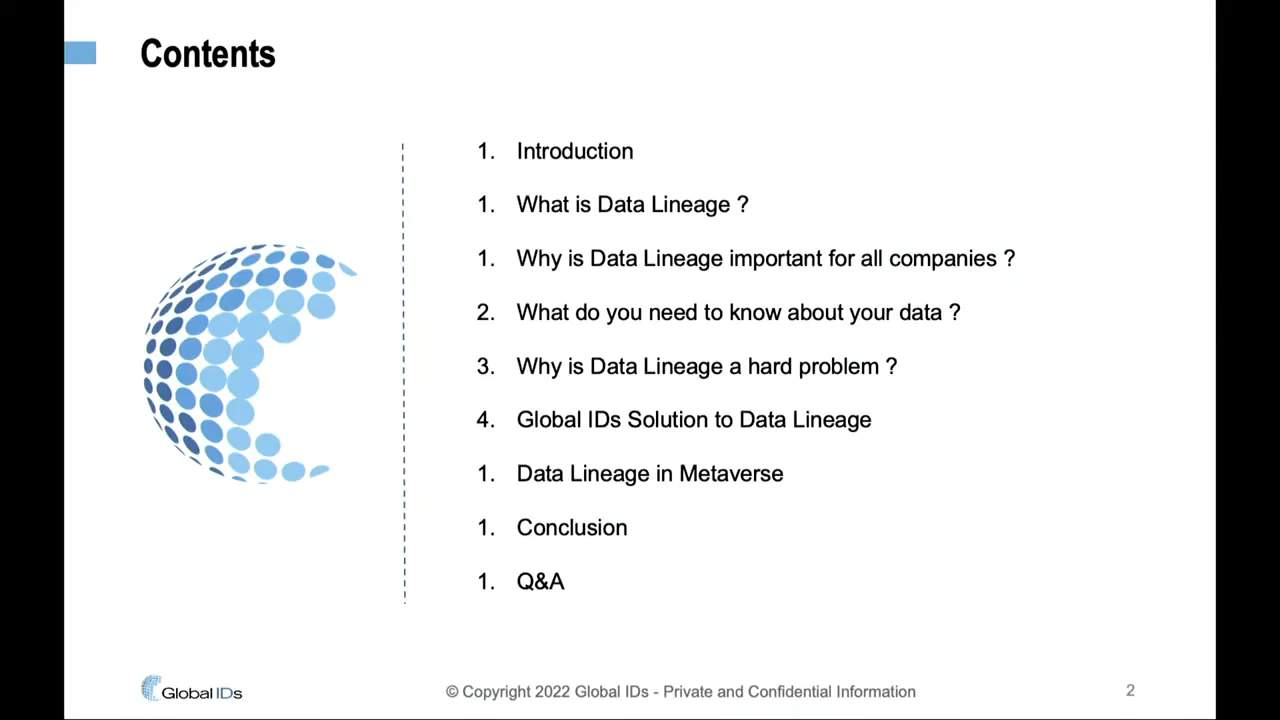 Contents
1. Introduction
1. What is Data Lineage ?
1. Why is Data Lineage important for all companies ?
2. What do you need to know about your data ?
3. Why is Data Lineage a hard problem ?
4. Global IDs Solution to Data Lineage
1. Data Lineage in Metaverse
1. Conclusion
1. Q&A
Global IDs
© Copyright 2022 Global IDs - Private and Confidential Information
2